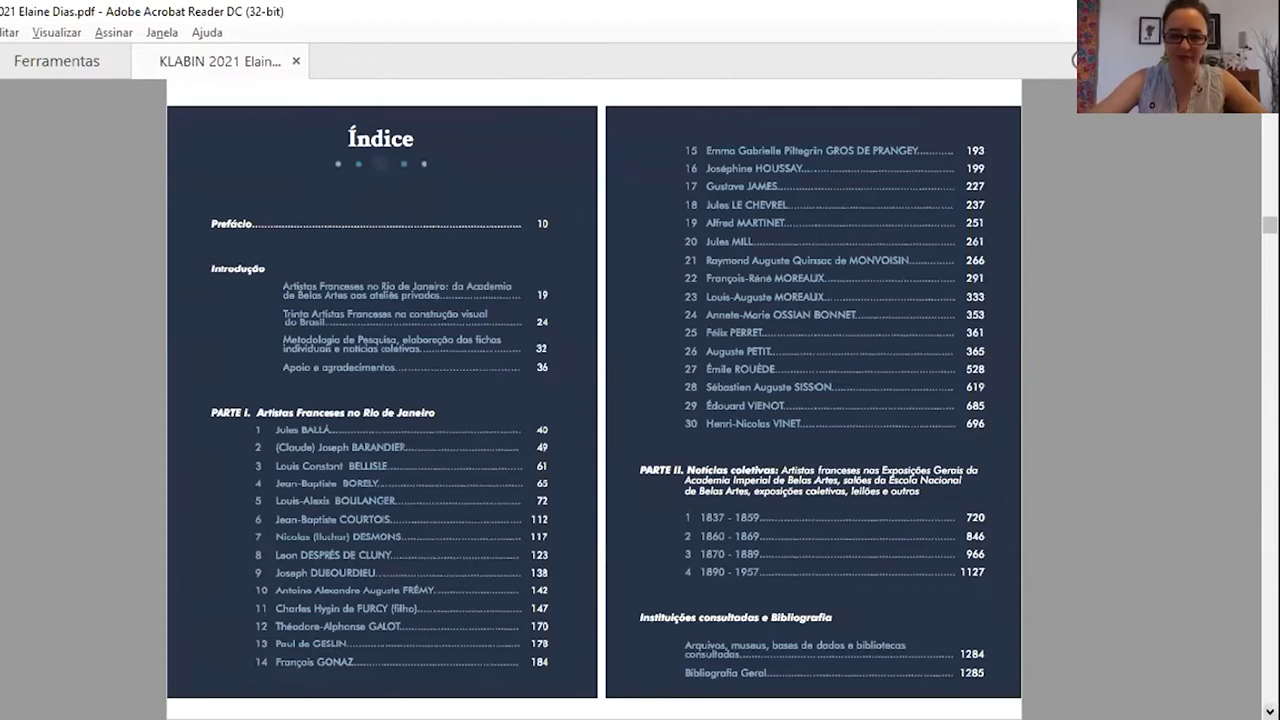 021 Elaine Dias.pdf - Adobe Acrobat Reader DC (32-bit)
itar Visualizar Assinar Janela Ajuda
Ferramentas KLABIN 2021 Elain... ×
Índice
Prefácio 10
Introdução
Artistas Franceses no Rio de Janeiro: da Academia
de Belas Artes aos ateliês privados 19
Trinta Artistas Franceses na construção visual
do Brasil 24
Metodologia de Pesquisa, elaboração das fichas
individuais e notícias coletivas 32
Apoio e agradecimentos 36
PARTE I. Artistas Franceses no Rio de Janeiro
1 Jules BALLÁ 40
2 (Claude) Joseph BARANDIER 49
3 Louis Constant BELLISLE 61
4 Jean-Baptiste BORELY 65
5 Louis-Alexis BOULANGER 72
6 Jean-Baptiste COURTOIS 112
7 Nicolas (Iluchar) DESMONS 117
8 Leon DESPRÉS DE CLUNY 123
9 Joseph DUBOURDIEU 138
10 Antoine Alexandre Auguste FRÉMY 142
11 Charles Hygin de FURCY (filho) 147
12 Théodore-Alphonse GALOT 170
13 Paul de GESLIN 178
14 François GONAZ 184
15 Emma Gabrielle Piltegrin GROS DE PRANGEY 193
16 Joséphine HOUSSAY 199
17 Gustave JAMES 227
18 Jules LE CHEVREL 237
19 Alfred MARTINET 251
20 Jules MILL 261
21 Raymond Auguste Quinsac de MONVOISIN 266
22 François-Réné MOREAUX 291
23 Louis-Auguste MOREAUX 333
24 Annete-Marie OSSIAN BONNET 353
25 Félix PERRET 361
26 Auguste PETIT 365
27 Émile ROUÈDE 528
28 Sébastien Auguste SISSON 619
29 Édouard VIENOT 685
30 Henri-Nicolas VINET 696
PARTE II. Notícias coletivas: Artistas franceses nas Exposições Gerais da
Academia Imperial de Belas Artes, salões da Escola Nacional
de Belas Artes, exposições coletivas, leilões e outros
1 1837 - 1859 720
2 1860 - 1869 846
3 1870 - 1889 966
4 1890 - 1957 1127
Instituições consultadas e Bibliografia
Arquivos, museus, bases de dados e bibliotecas
consultadas 1284
Bibliografia Geral 1285